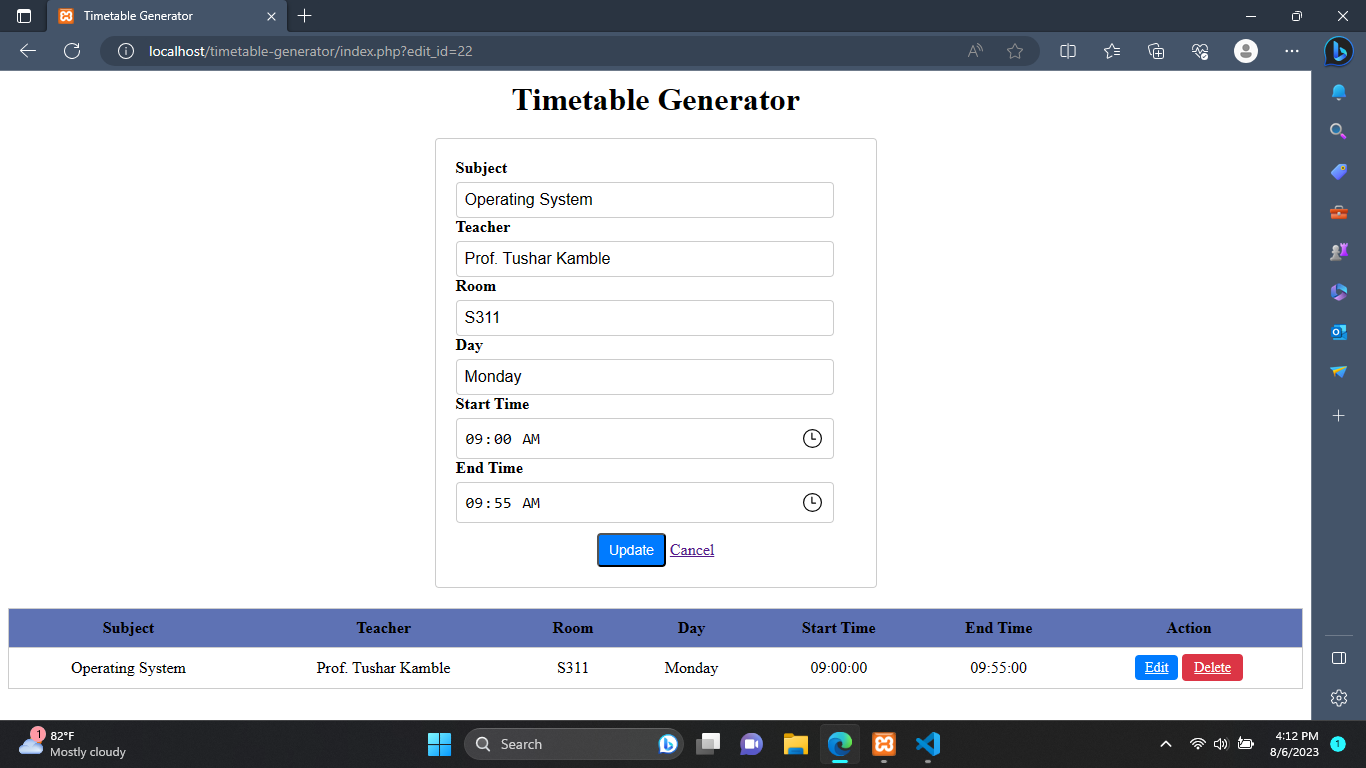 Timetable Generator
localhost/timetable-generator/index.php?edit_id=22
Timetable Generator
Subject
Operating System
Teacher
Prof. Tushar Kamble
Room
S311
Day
Monday
Start Time
09:00 AM
End Time
09:55 AM
Update Cancel
Subject Teacher Room Day Start Time End Time Action
Operating System Prof. Tushar Kamble S311 Monday 09:00:00 09:55:00 Edit Delete
1
82°F
Mostly cloudy
Search
4:12 PM
8/6/2023
1